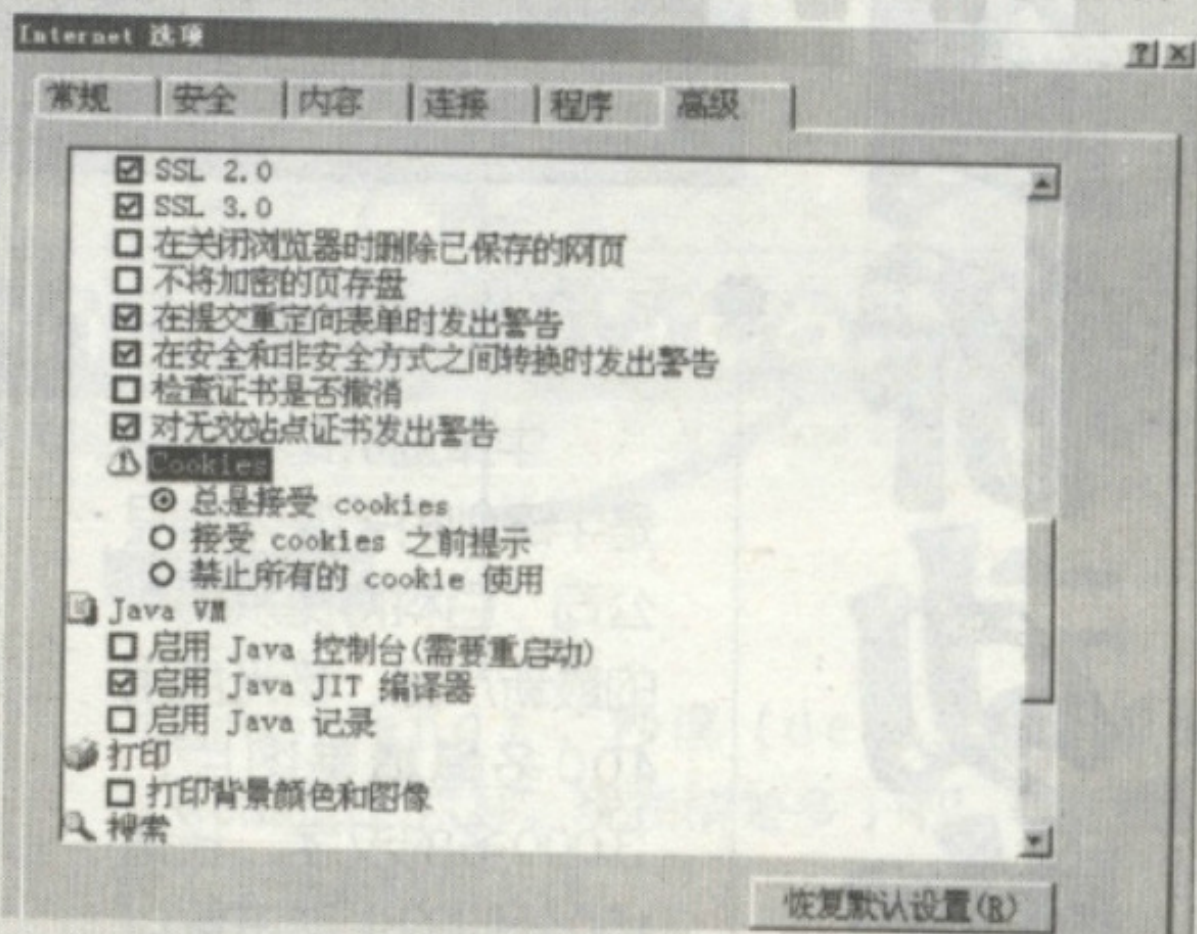 Internet 选项
常规 安全 内容 连接 程序 高级
SSL 2.0
SSL 3.0
在关闭浏览器时删除已保存的网页
不将加密的页存盘
在提交重定向表单时发出警告
在安全和非安全方式之间转换时发出警告
检查证书是否撤消
对无效站点证书发出警告
Cookies
总是接受 cookies
接受 cookies 之前提示
禁止所有的 cookie 使用
Java VM
启用 Java 控制台(需要重启动)
启用 Java JIT 编译器
启用 Java 记录
打印
打印背景颜色和图像
搜索
恢复默认设置(R)